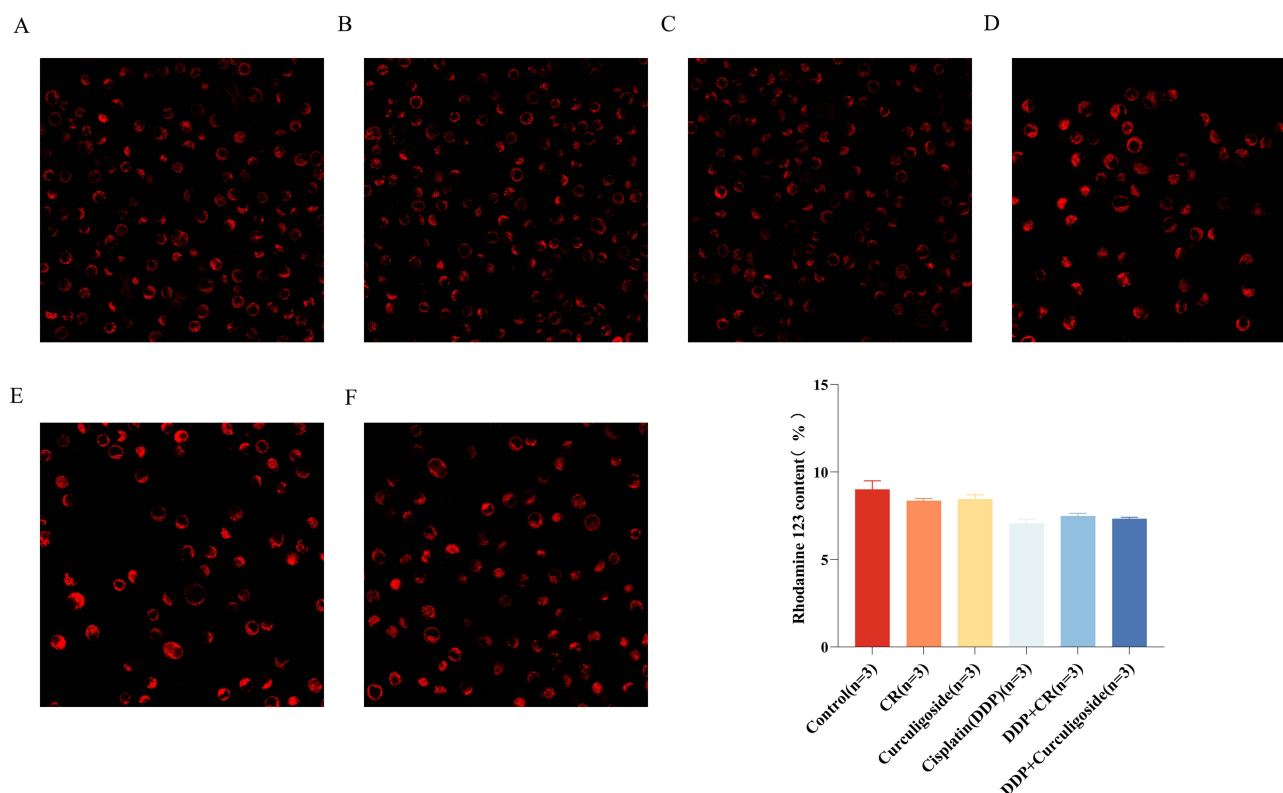 A
B
C
D
E
F
15
10
5
0
Rhodamine 123 content( % )
Control(n=3)
CR(n=3)
Curculigoside(n=3)
Cisplatin(DDP)(n=3)
DDP+CR(n=3)
DDP+Curculigoside(n=3)